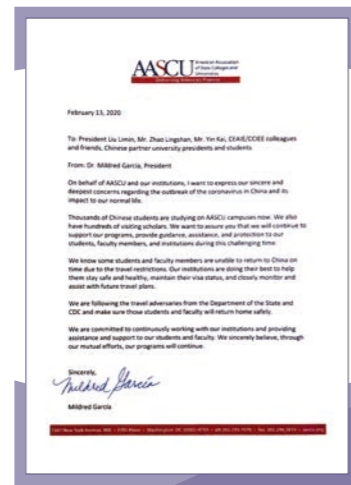 AASCU
American Association
of State Colleges and
Universities
Delivering America's Promise
February 13, 2020
To: President Liu Limin, Mr. Zhao Lingshan, Mr. Yin Kai, CEAIE/CCIEE colleagues
and friends, Chinese partner university presidents and students
From: Dr. Mildred García, President
On behalf of AASCU and our institutions, I want to express our sincere and
deepest concerns regarding the outbreak of the coronavirus in China and its
impact to our normal life.
Thousands of Chinese students are studying on AASCU campuses now. We also
have hundreds of visiting scholars. We want to assure you that we will continue to
support our programs, provide guidance, assistance, and protection to our
students, faculty members, and institutions during this challenging time.
We know some students and faculty members are unable to return to China on
time due to the travel restrictions. Our institutions are doing their best to help
them stay safe and healthy, maintain their visa status, and closely monitor and
assist with future travel plans.
We are following the travel adversaries from the Department of the State and
CDC and make sure those students and faculty will return home safely.
We are committed to continuously working with our institutions and providing
assistance and support to our students and faculty. We sincerely believe, through
our mutual efforts, our programs will continue.
Sincerely,
Mildred García
Mildred García